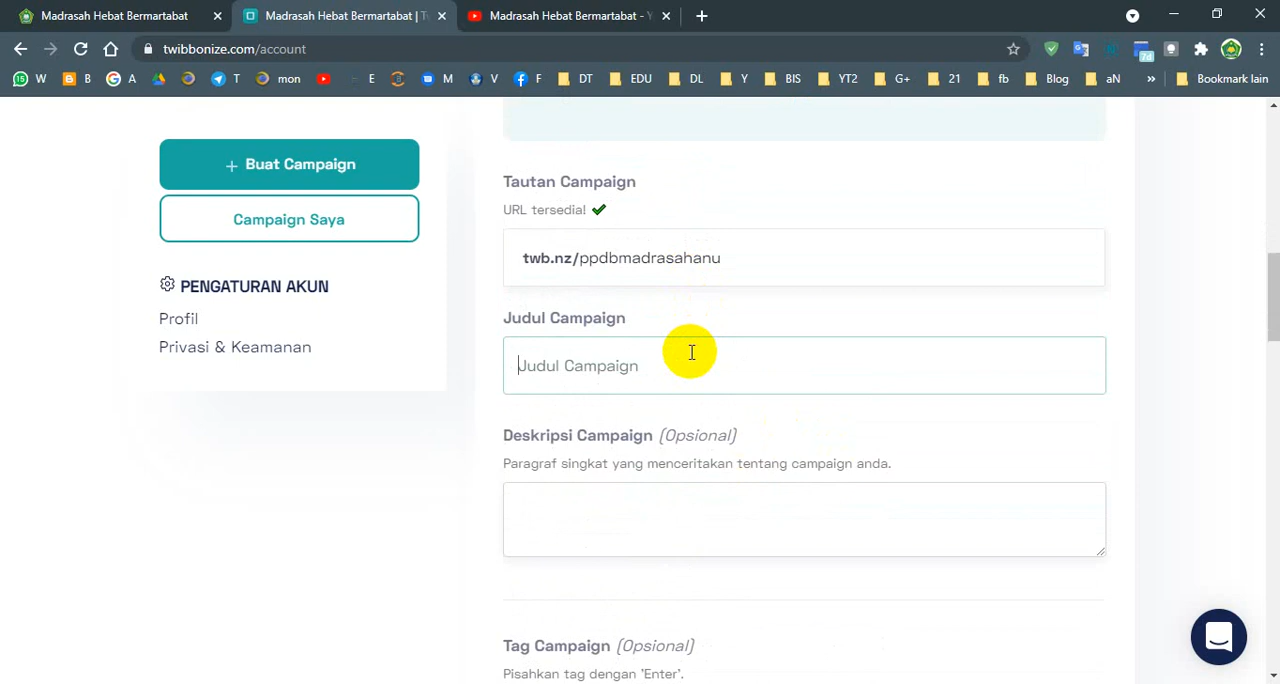 Madrasah Hebat Bermartabat
Madrasah Hebat Bermartabat | Tw
Madrasah Hebat Bermartabat - Y
twibbonize.com/account
7d
15 W
B
A
T
mon
E
M
V
F
DT
EDU
DL
Y
BIS
YT2
G+
21
fb
Blog
aN
»
Bookmark lain
+ Buat Campaign
Campaign Saya
PENGATURAN AKUN
Profil
Privasi & Keamanan
Tautan Campaign
URL tersedia!
twb.nz/ppdbmadrasahanu
Judul Campaign
Judul Campaign
Deskripsi Campaign (Opsional)
Paragraf singkat yang menceritakan tentang campaign anda.
Tag Campaign (Opsional)
Pisahkan tag dengan 'Enter'.